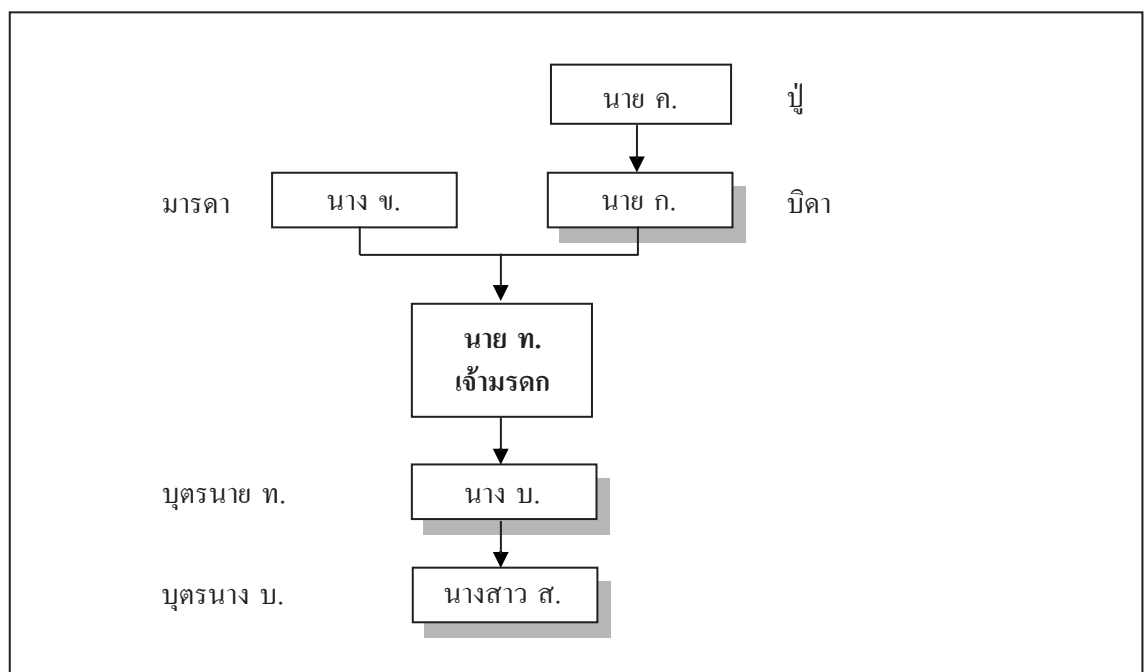 นาย ค. ปู่
มารดา นาง ข. นาย ก. บิดา
นาย ท.
เจ้ามรดก
บุตรนาย ท. นาง บ.
บุตรนาง บ. นางสาว ส.